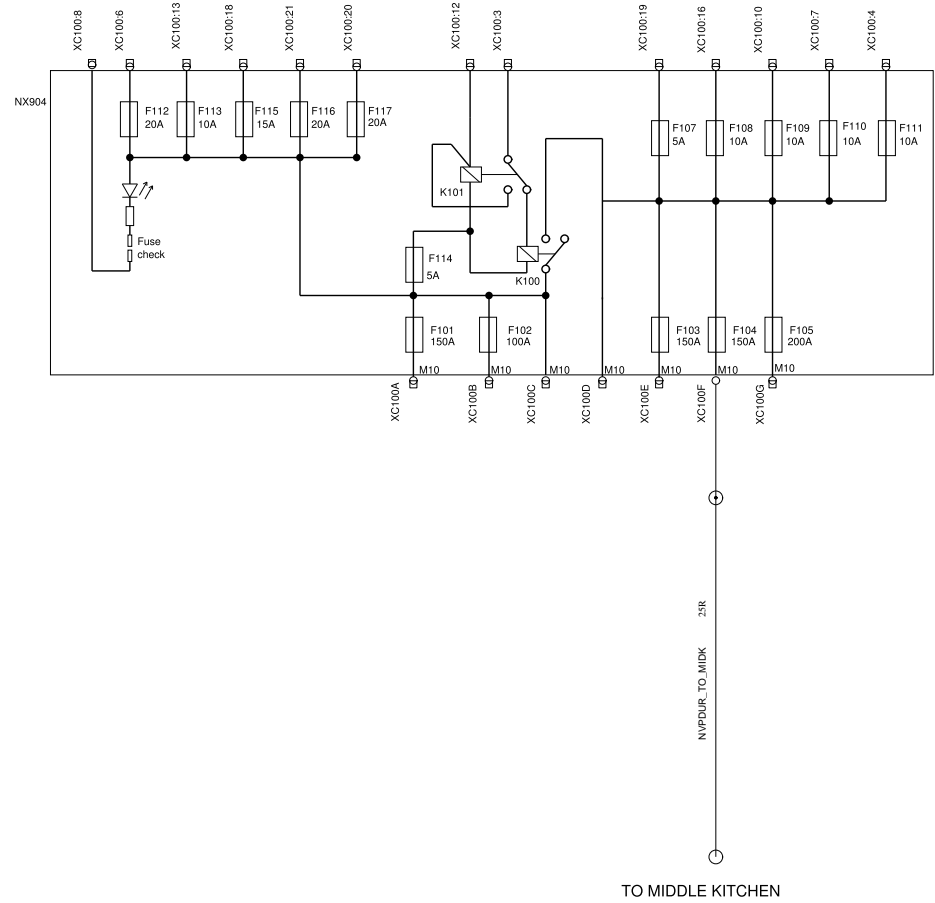 XC100:8
XC100:6
XC100:13
XC100:18
XC100:21
XC100:20
XC100:12
XC100:3
XC100:19
XC100:16
XC100:10
XC100:7
XC100:4
NX904
F112
20A
F113
10A
F115
15A
F116
20A
F117
20A
F107
5A
F108
10A
F109
10A
F110
10A
F111
10A
K101
Fuse
check
F114
5A
K100
F101
150A
F102
100A
F103
150A
F104
150A
F105
200A
M10
M10
M10
M10
M10
M10
M10
XC100A
XC100B
XC100C
XC100D
XC100E
XC100F
XC100G
25R
NVPDUR_TO_MIDK
TO MIDDLE KITCHEN